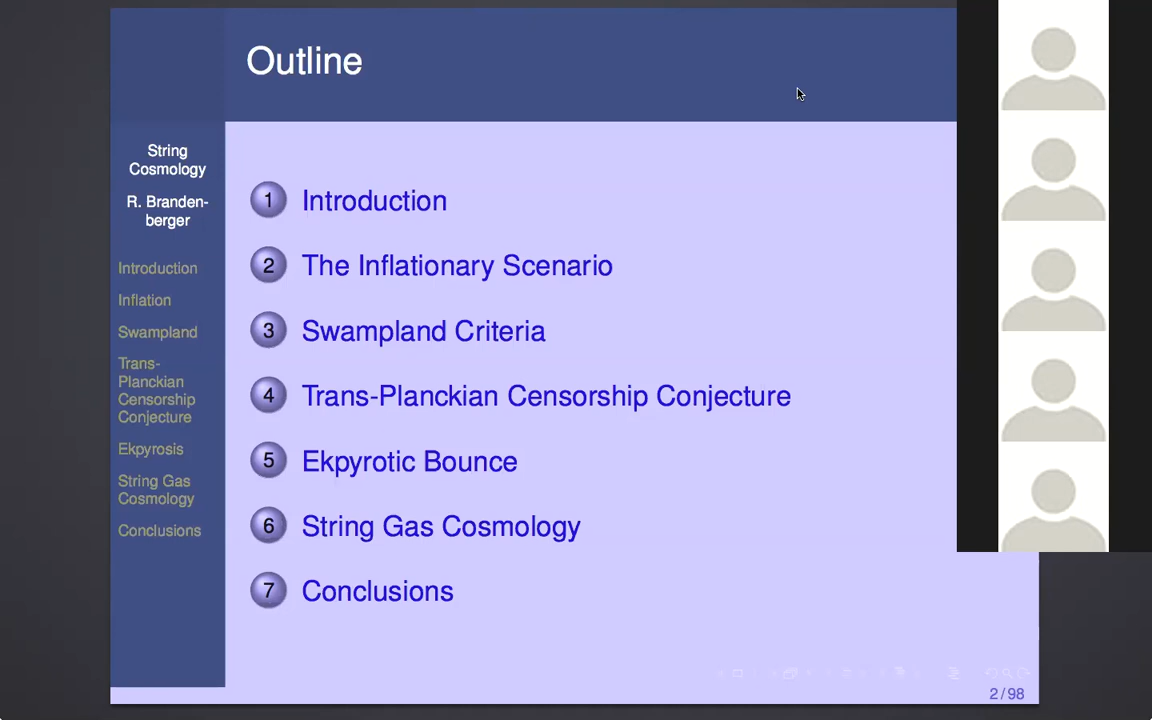 Outline
String
Cosmology
R. Branden-
berger
Introduction
Inflation
Swampland
Trans-
Planckian
Censorship
Conjecture
Ekpyrosis
String Gas
Cosmology
Conclusions
1 Introduction
2 The Inflationary Scenario
3 Swampland Criteria
4 Trans-Planckian Censorship Conjecture
5 Ekpyrotic Bounce
6 String Gas Cosmology
7 Conclusions
2/98